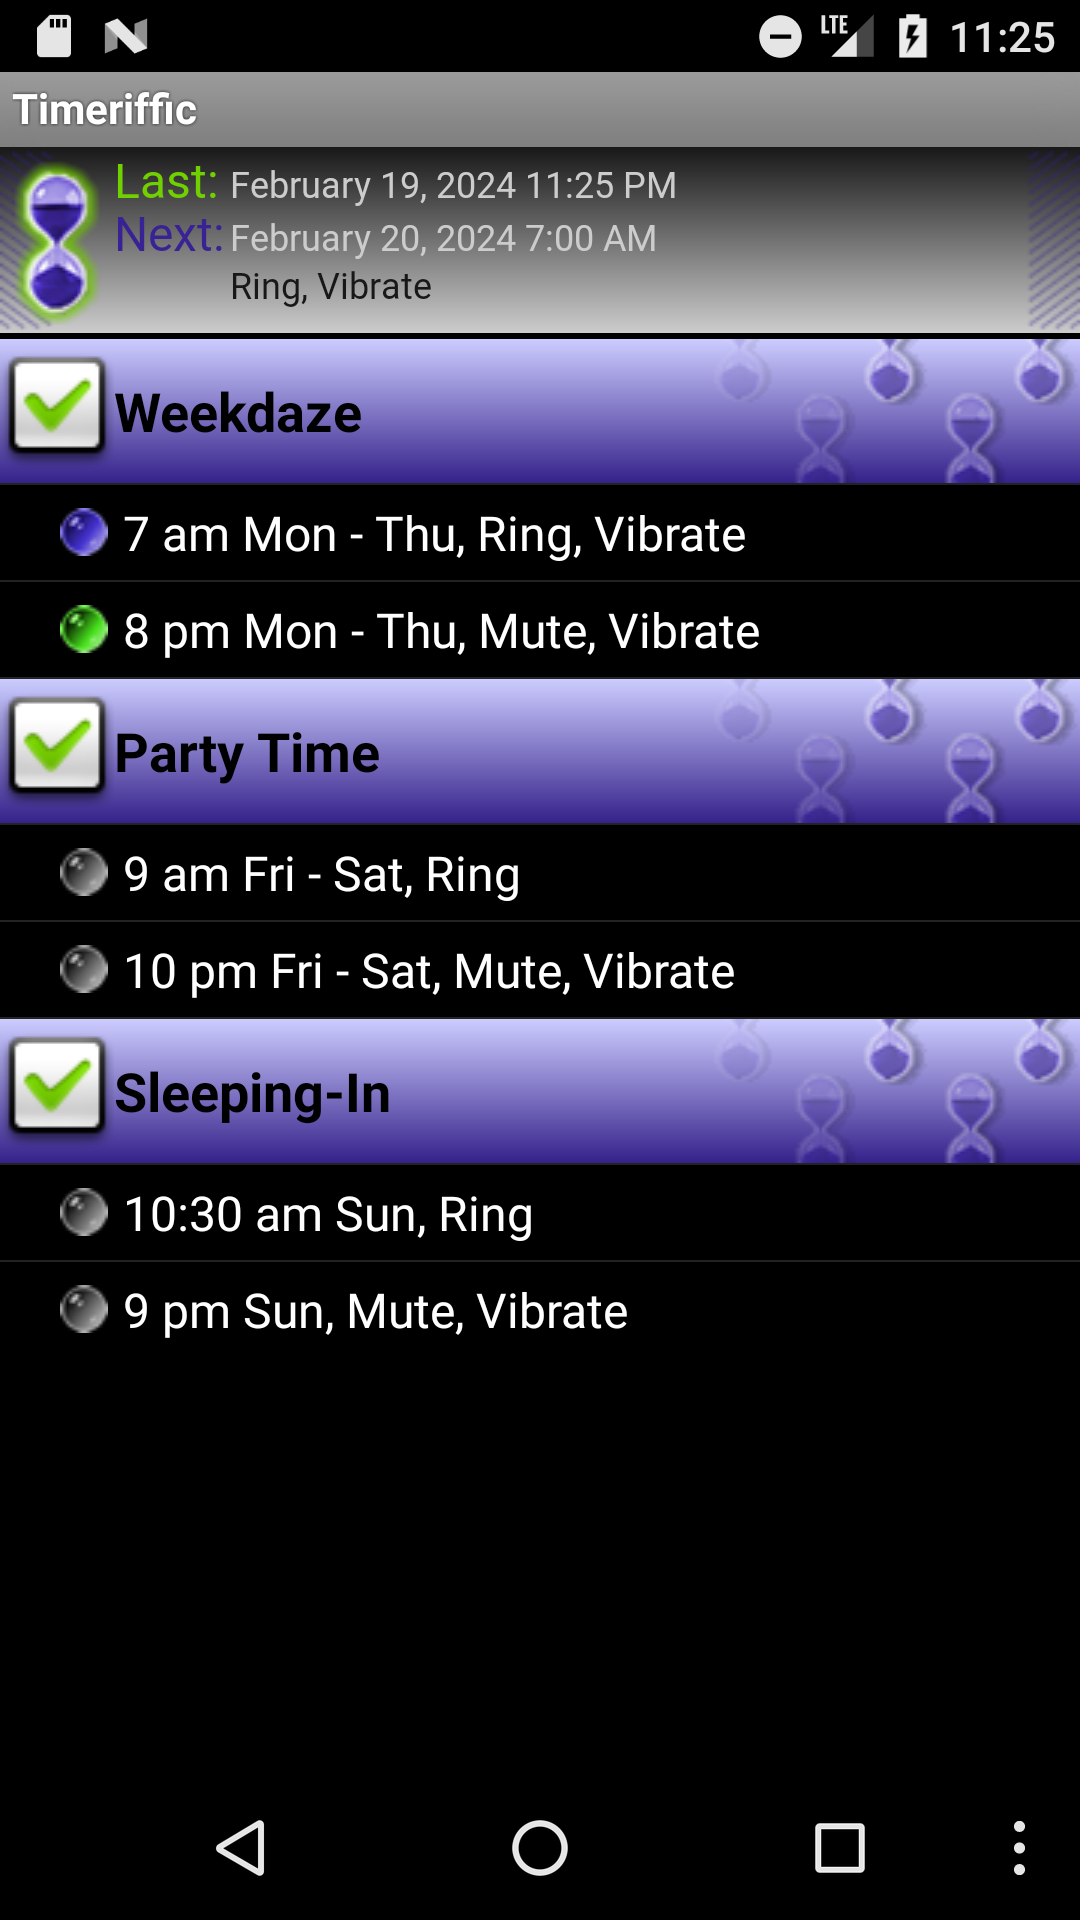 LTE 11:25
Timeriffic
Last: February 19, 2024 11:25 PM
Next: February 20, 2024 7:00 AM
Ring, Vibrate
Weekdaze
7 am Mon - Thu, Ring, Vibrate
8 pm Mon - Thu, Mute, Vibrate
Party Time
9 am Fri - Sat, Ring
10 pm Fri - Sat, Mute, Vibrate
Sleeping-In
10:30 am Sun, Ring
9 pm Sun, Mute, Vibrate